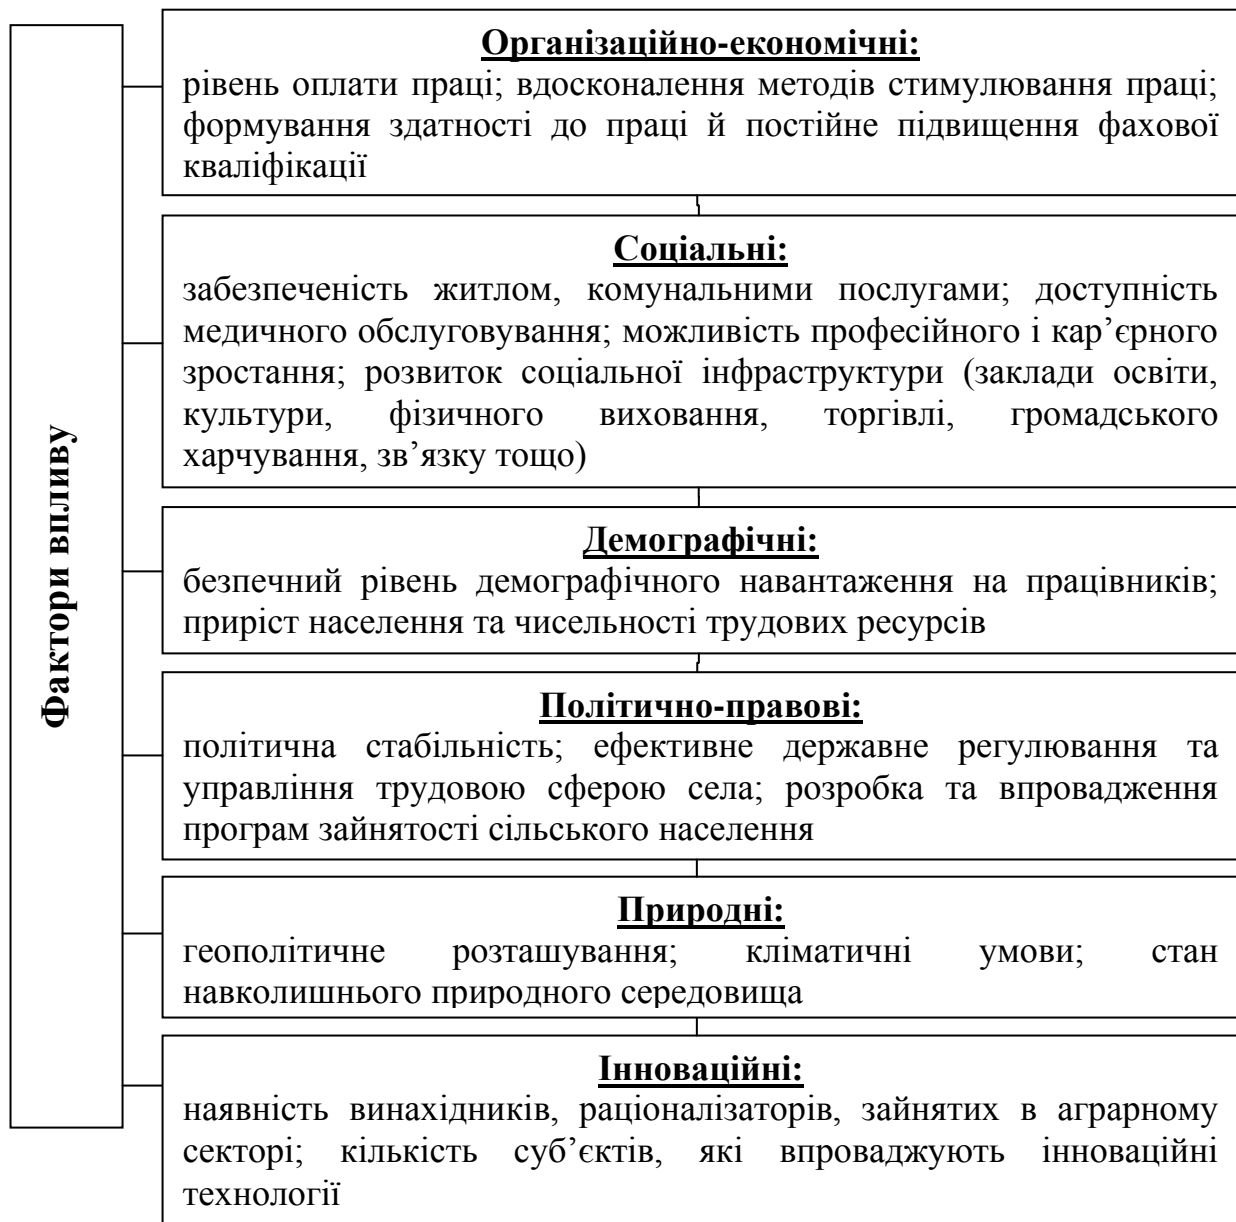 Фактори впливу
Організаційно-економічні:
рівень оплати праці; вдосконалення методів стимулювання праці;
формування здатності до праці й постійне підвищення фахової
кваліфікації
Соціальні:
забезпеченість житлом, комунальними послугами; доступність
медичного обслуговування; можливість професійного і кар’єрного
зростання; розвиток соціальної інфраструктури (заклади освіти,
культури, фізичного виховання, торгівлі, громадського
харчування, зв’язку тощо)
Демографічні:
безпечний рівень демографічного навантаження на працівників;
приріст населення та чисельності трудових ресурсів
Політично-правові:
політична стабільність; ефективне державне регулювання та
управління трудовою сферою села; розробка та впровадження
програм зайнятості сільського населення
Природні:
геополітичне розташування; кліматичні умови; стан
навколишнього природного середовища
Інноваційні:
наявність винахідників, раціоналізаторів, зайнятих в аграрному
секторі; кількість суб’єктів, які впроваджують інноваційні
технології